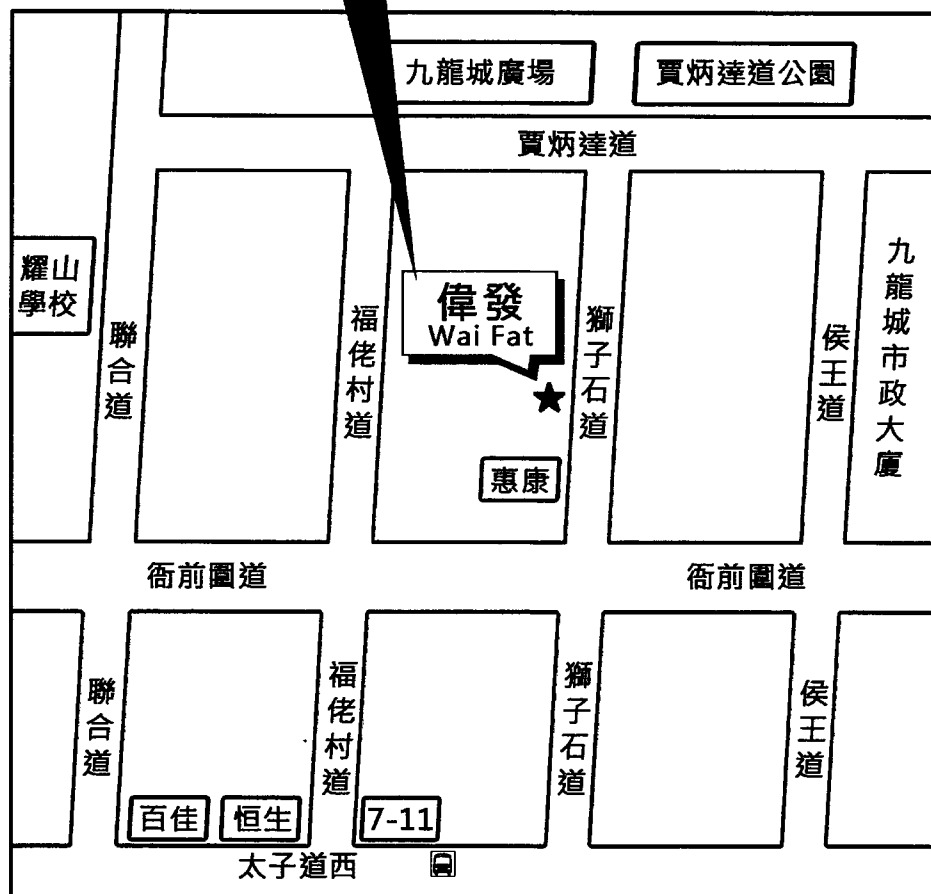 九龍城廣場
賈炳達道公園
賈炳達道
耀山
學校
聯合道
福佬村道
偉發
Wai Fat
獅子石道
侯王道
九龍城市政大廈
惠康
衙前圍道
衙前圍道
聯合道
福佬村道
獅子石道
侯王道
百佳
恒生
7-11
太子道西